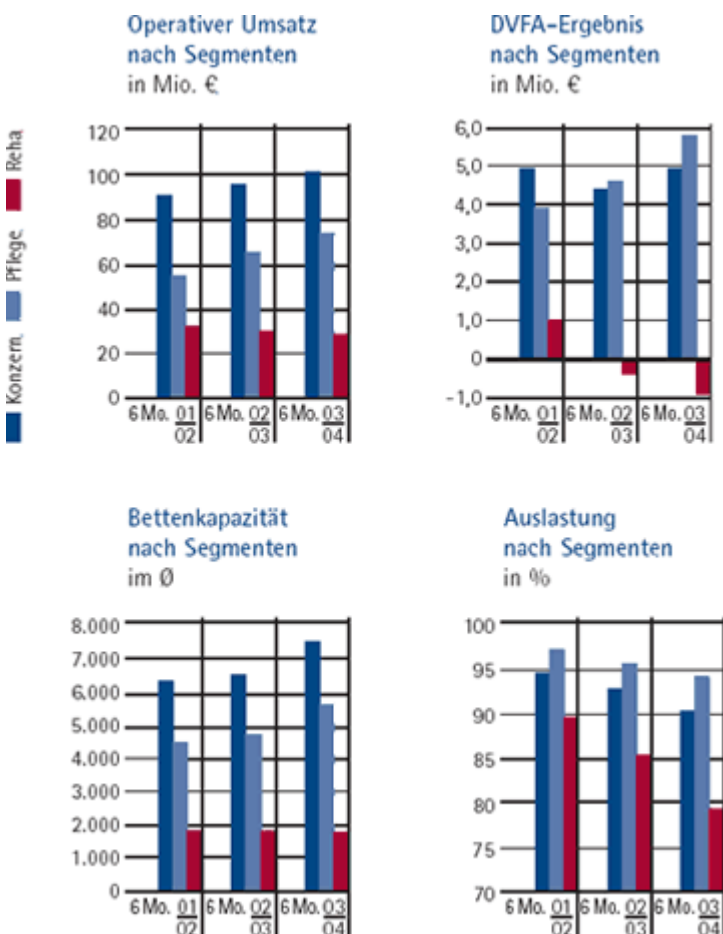 Operativer Umsatz
nach Segmenten
in Mio. €
120
100
80
60
40
20
0
6 Mo. 01 02
6 Mo. 02 03
6 Mo. 03 04
DVFA-Ergebnis
nach Segmenten
in Mio. €
6,0
5,0
4,0
3,0
2,0
1,0
0
-1,0
6 Mo. 01 02
6 Mo. 02 03
6 Mo. 03 04
Konzern
Pflege
Reha
Bettenkapazität
nach Segmenten
im Ø
8.000
7.000
6.000
5.000
4.000
3.000
2.000
1.000
0
6 Mo. 01 02
6 Mo. 02 03
6 Mo. 03 04
Auslastung
nach Segmenten
in %
100
95
90
85
80
75
70
6 Mo. 01 02
6 Mo. 02 03
6 Mo. 03 04